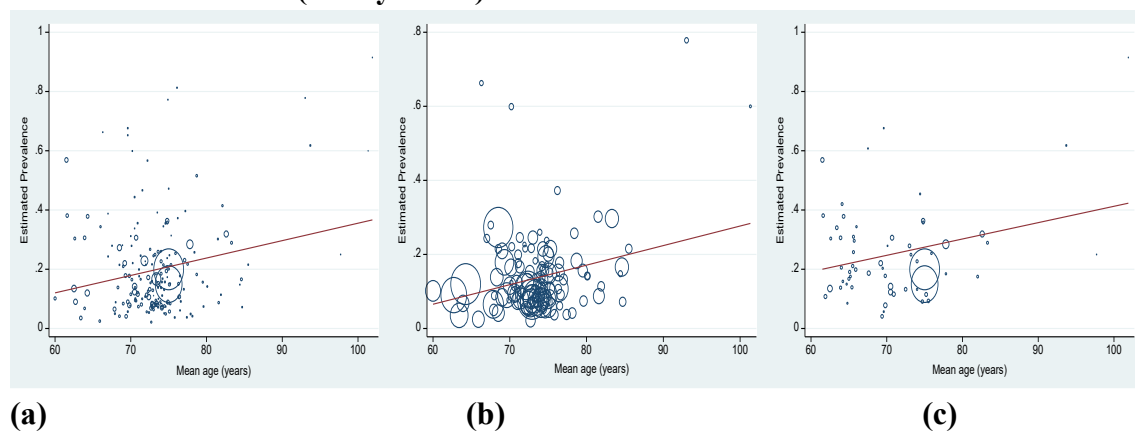 1
.8
.6
.4
.2
0
Estimated Prevalence
60 70 80 90 100
Mean age (years)
.8
.6
.4
.2
0
Estimated Prevalence
60 70 80 90 100
Mean age (years)
1
.8
.6
.4
.2
0
Estimated Prevalence
60 70 80 90 100
Mean age (years)
(a) (b) (c)